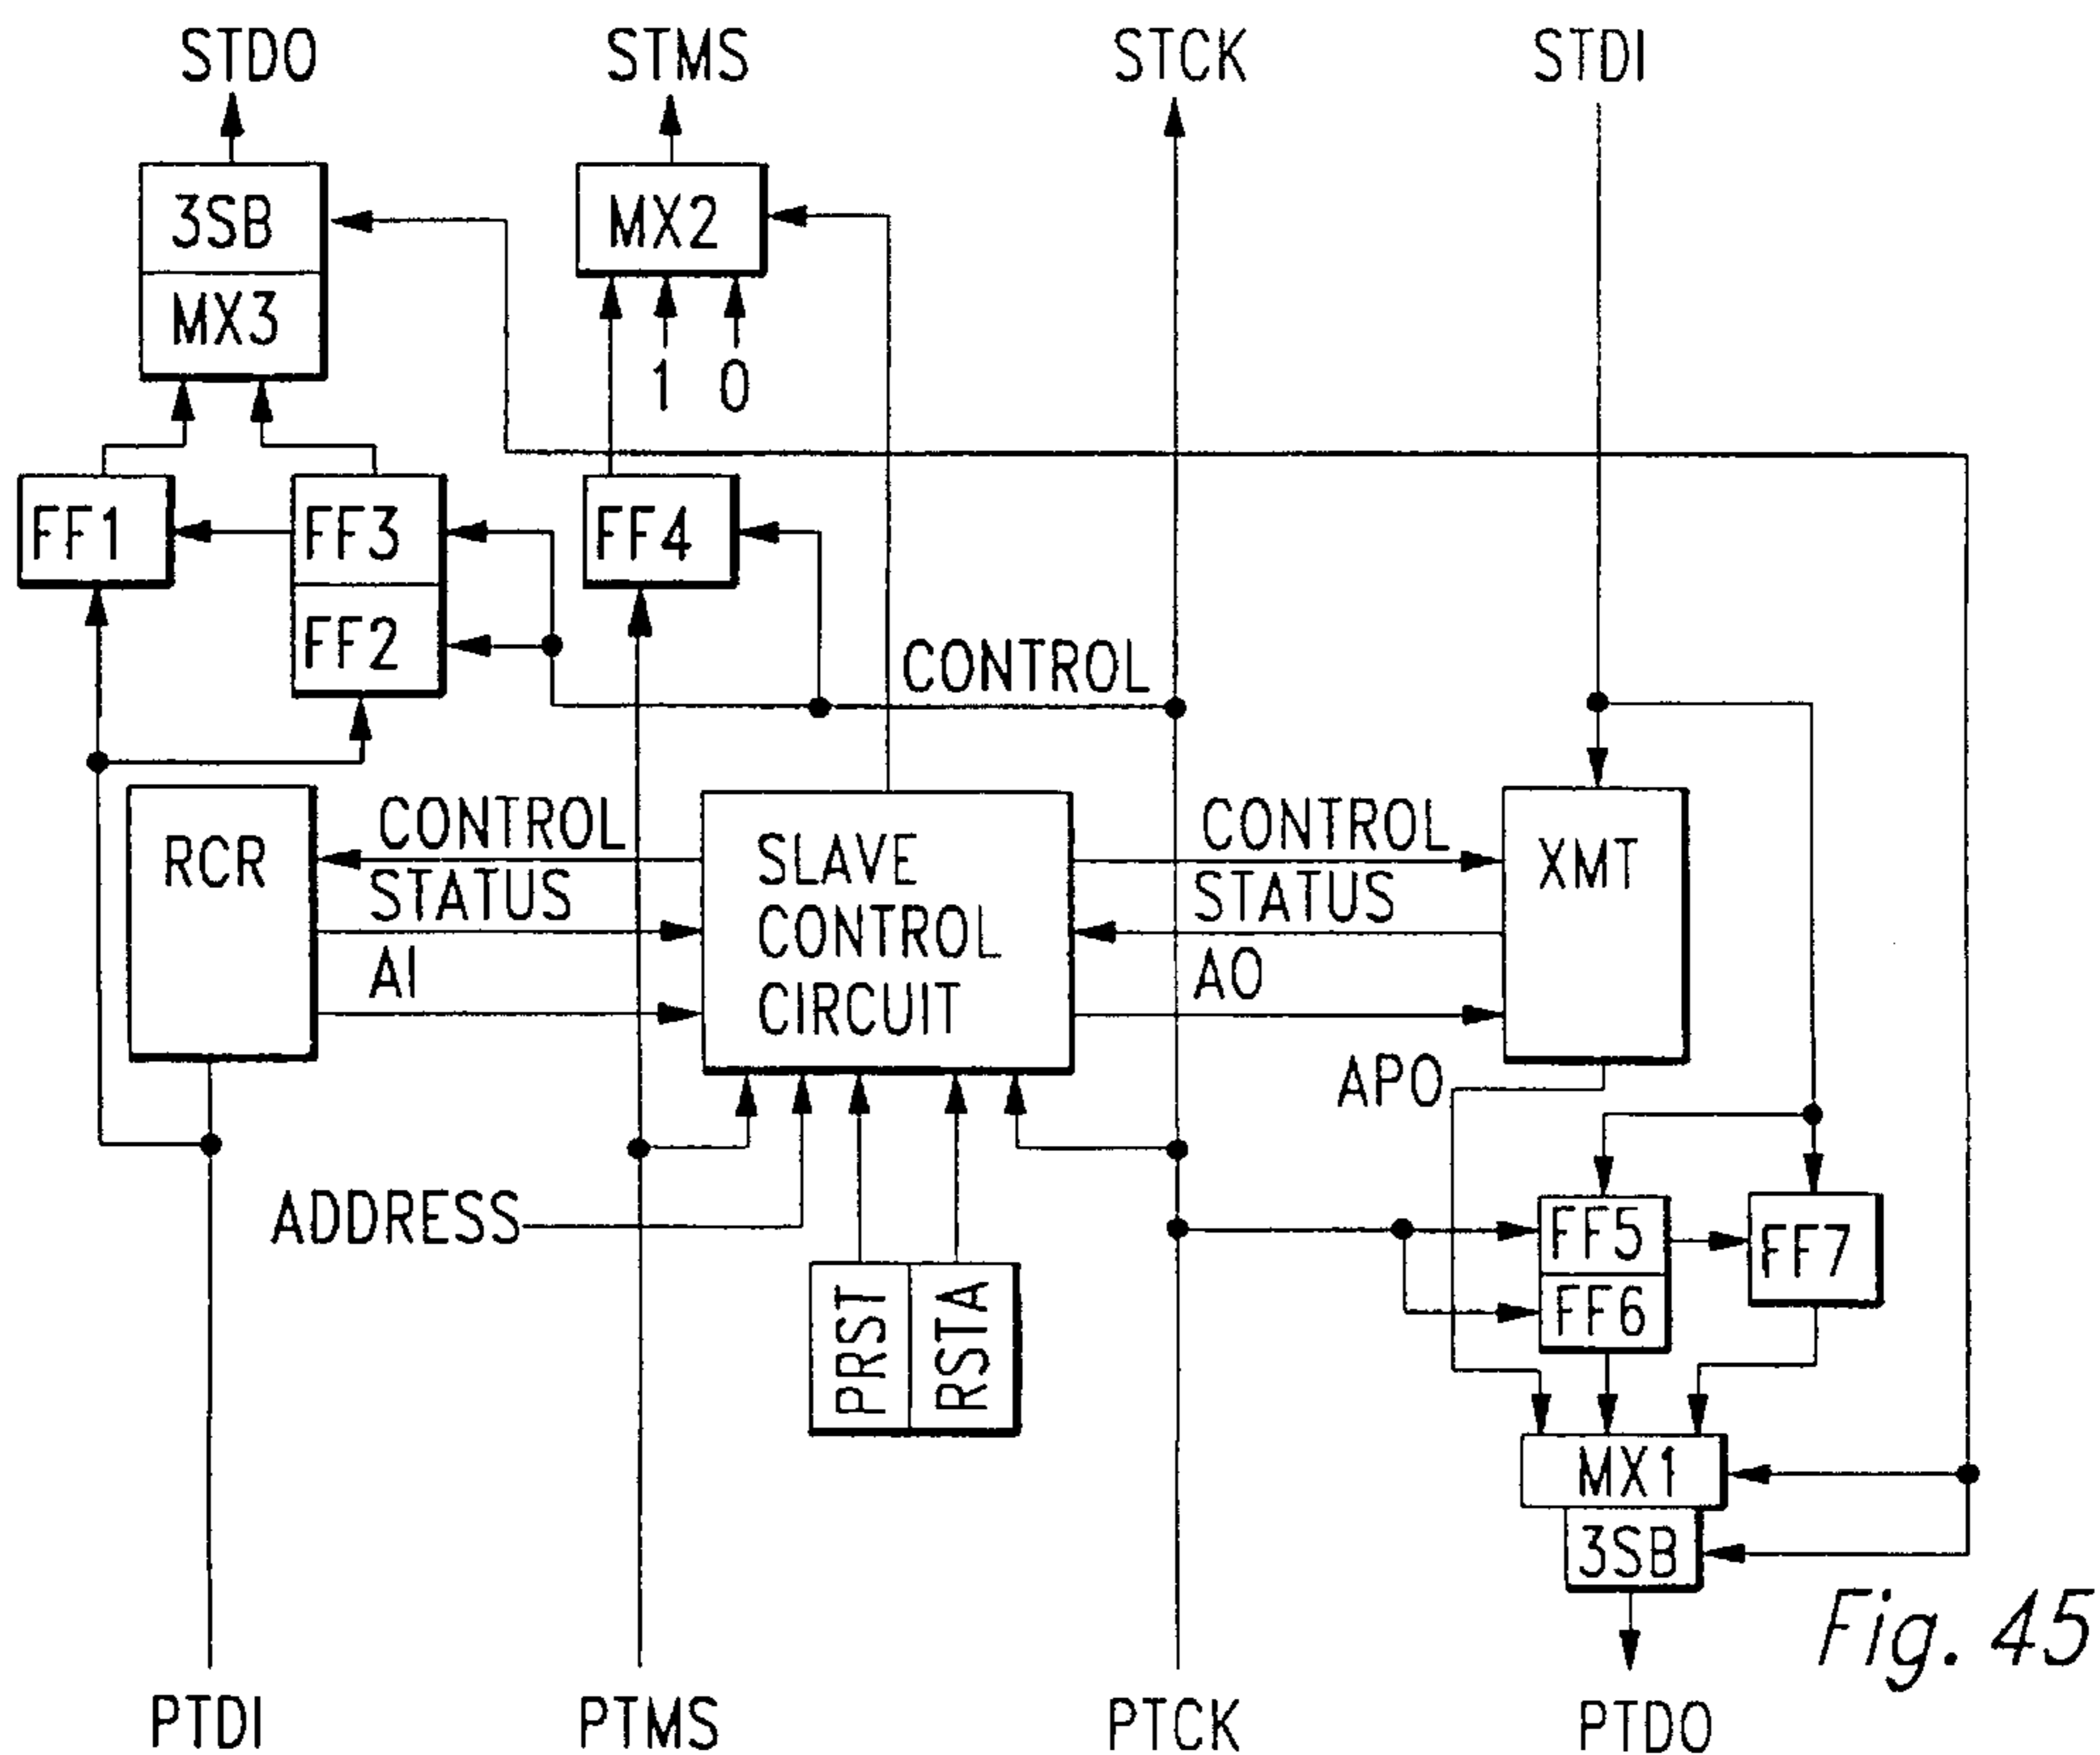 STDO STMS STCK STDI
3SB MX2
MX3
1 0
FF1 FF3 FF4
FF2
CONTROL
RCR CONTROL SLAVE CONTROL XMT
STATUS CONTROL STATUS
AI CIRCUIT AO
APO
ADDRESS
FF5 FF7
FF6
PRST RSTA
MX1
3SB
Fig. 45
PTDI PTMS PTCK PTDO